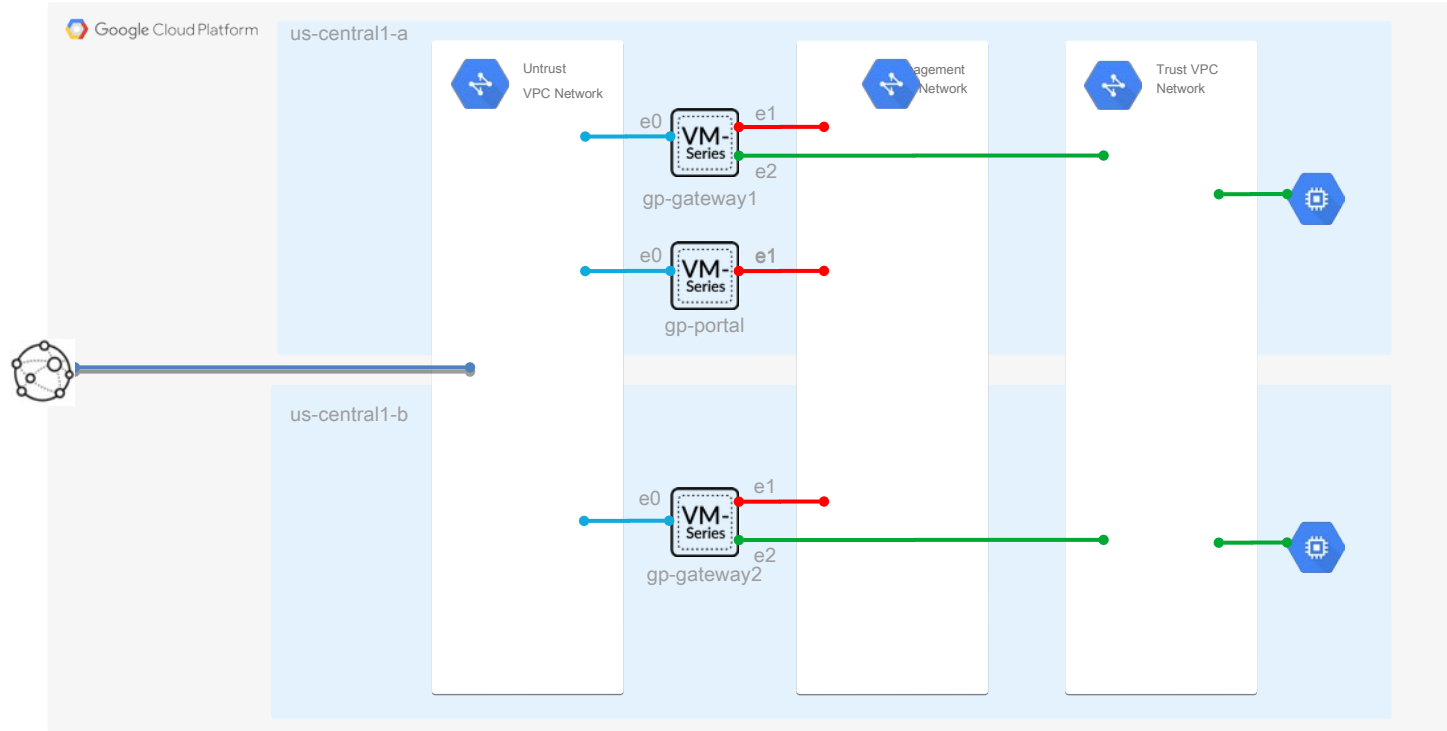 Google Cloud Platform
us-central1-a
Untrust
VPC Network
agement
Network
Trust VPC
Network
e0
e1
VM-
Series
e2
gp-gateway1
e0
e1
VM-
Series
gp-portal
us-central1-b
e0
e1
VM-
Series
e2
gp-gateway2